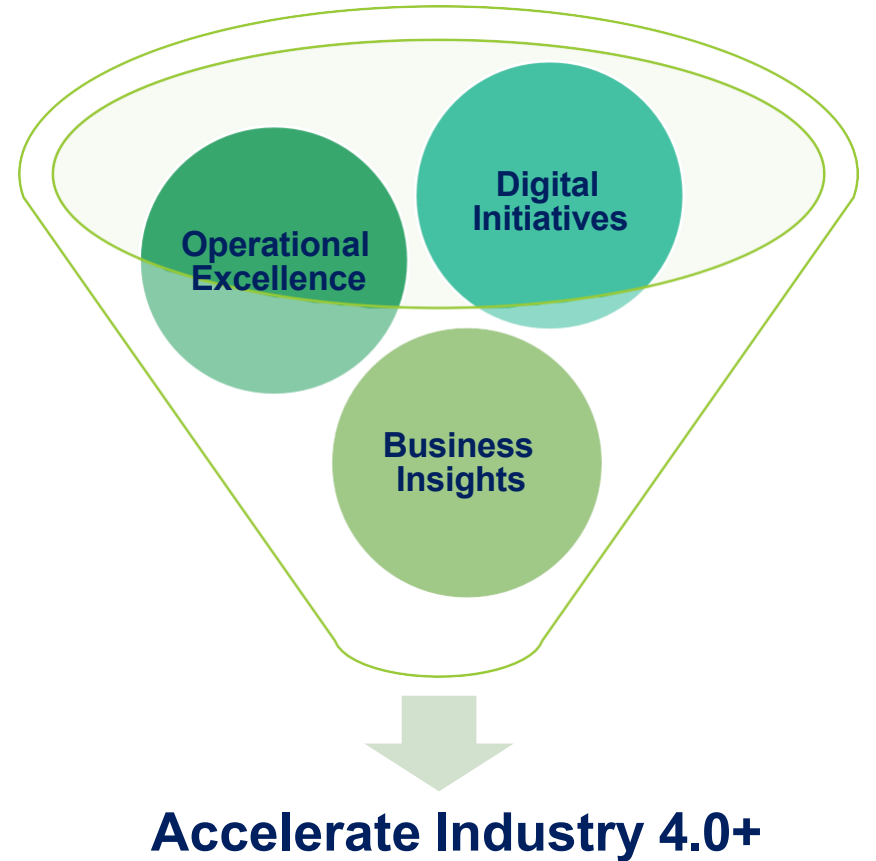 Digital
Initiatives
Operational
Excellence
Business
Insights
Accelerate Industry 4.0+